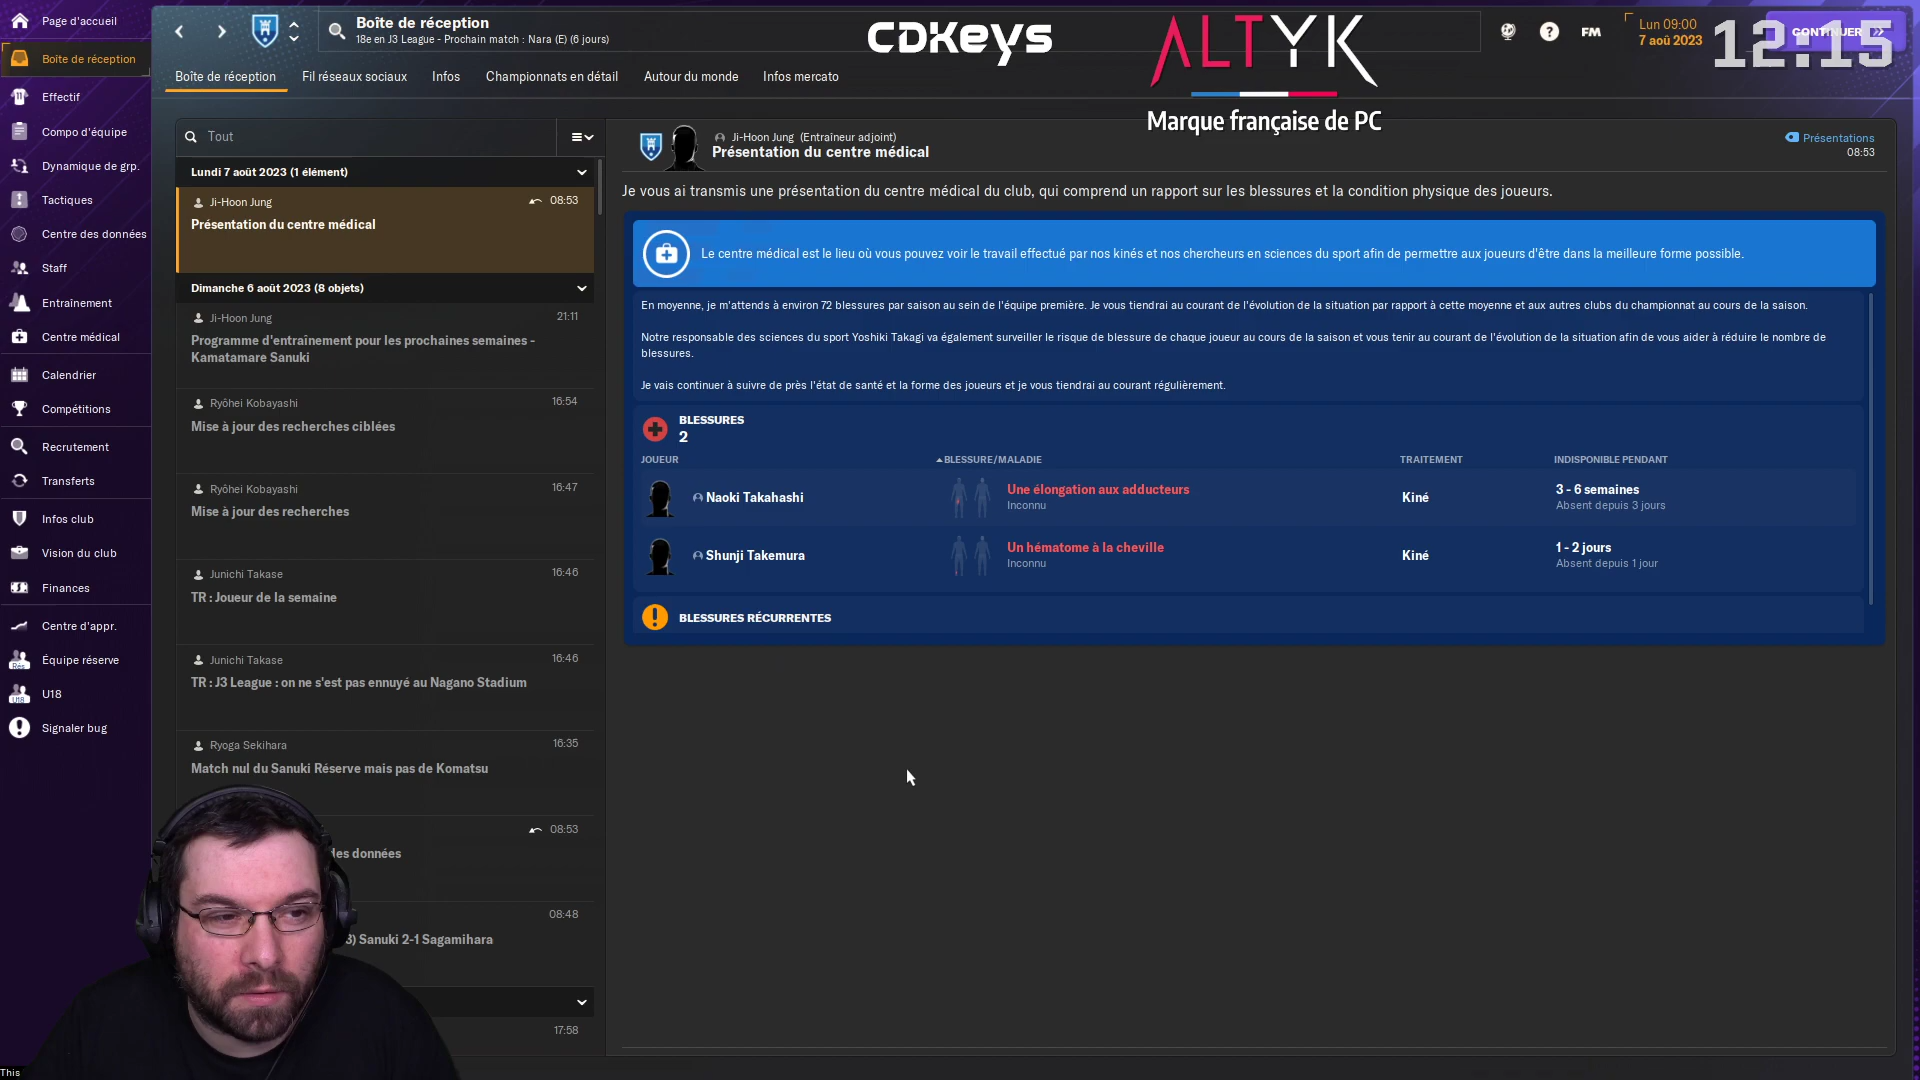 Page d'accueil
Boîte de réception
Effectif
Compo d'équipe
Dynamique de grp.
Tactiques
Centre des données
Staff
Entraînement
Centre médical
Calendrier
Compétitions
Recrutement
Transferts
Infos club
Vision du club
Finances
Centre d'appr.
Équipe réserve
U18
Signaler bug
This
Boîte de réception
18e en J3 League - Prochain match : Nara (E) (6 jours)
CDKeys
ALTYK
Marque française de PC
FM
Lun 09:00
7 aoû 2023
CONTINUER
12:15
Boîte de réception
Fil réseaux sociaux
Infos
Championnats en détail
Autour du monde
Infos mercato
Tout
Lundi 7 août 2023 (1 élément)
Ji-Hoon Jung 08:53
Présentation du centre médical
Dimanche 6 août 2023 (8 objets)
Ji-Hoon Jung 21:11
Programme d'entraînement pour les prochaines semaines -
Kamatamare Sanuki
Ryôhei Kobayashi 16:54
Mise à jour des recherches ciblées
Ryôhei Kobayashi 16:47
Mise à jour des recherches
Junichi Takase 16:46
TR : Joueur de la semaine
Junichi Takase 16:46
TR : J3 League : on ne s'est pas ennuyé au Nagano Stadium
Ryoga Sekihara 16:35
Match nul du Sanuki Réserve mais pas de Komatsu
08:53
des données
08:48
3) Sanuki 2-1 Sagamihara
17:58
Ji-Hoon Jung (Entraîneur adjoint)
Présentation du centre médical
Présentations
08:53
Je vous ai transmis une présentation du centre médical du club, qui comprend un rapport sur les blessures et la condition physique des joueurs.
Le centre médical est le lieu où vous pouvez voir le travail effectué par nos kinés et nos chercheurs en sciences du sport afin de permettre aux joueurs d'être dans la meilleure forme possible.
En moyenne, je m'attends à environ 72 blessures par saison au sein de l'équipe première. Je vous tiendrai au courant de l'évolution de la situation par rapport à cette moyenne et aux autres clubs du championnat au cours de la saison.
Notre responsable des sciences du sport Yoshiki Takagi va également surveiller le risque de blessure de chaque joueur au cours de la saison et vous tenir au courant de l'évolution de la situation afin de vous aider à réduire le nombre de
blessures.
Je vais continuer à suivre de près l'état de santé et la forme des joueurs et je vous tiendrai au courant régulièrement.
BLESSURES
2
JOUEUR BLESSURE/MALADIE TRAITEMENT INDISPONIBLE PENDANT
Naoki Takahashi Une élongation aux adducteurs Kiné 3 - 6 semaines
Inconnu Absent depuis 3 jours
Shunji Takemura Un hématome à la cheville Kiné 1 - 2 jours
Inconnu Absent depuis 1 jour
BLESSURES RÉCURRENTES